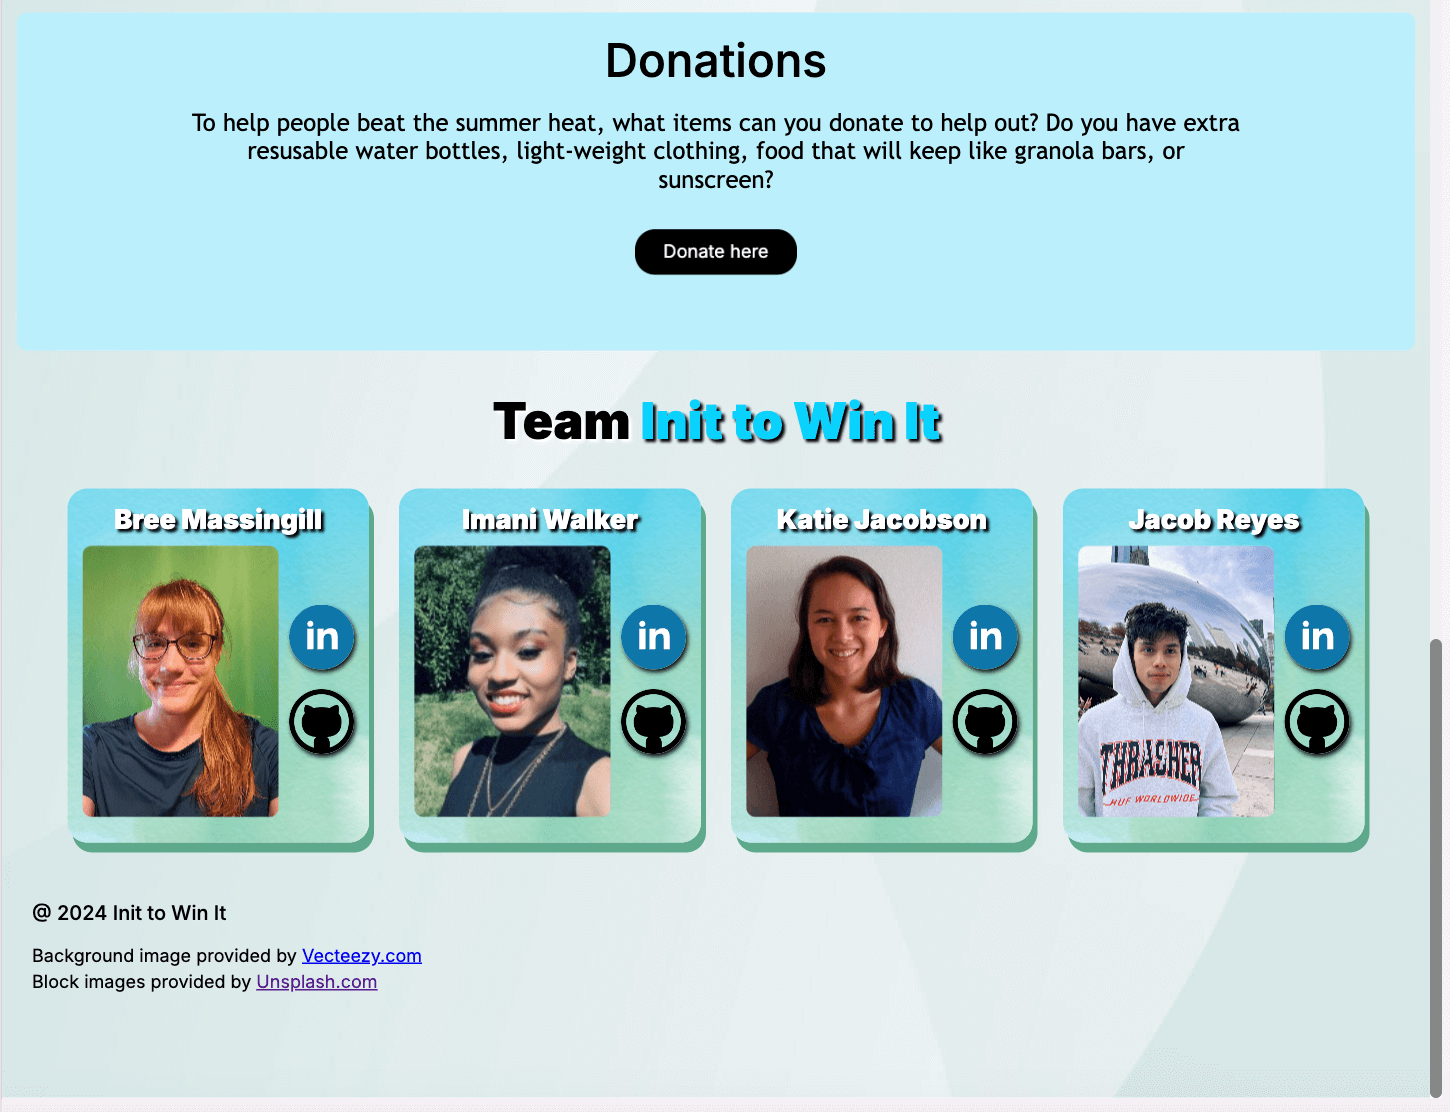 Donations
To help people beat the summer heat, what items can you donate to help out? Do you have extra
resusable water bottles, light-weight clothing, food that will keep like granola bars, or
sunscreen?
Donate here
Team Init to Win It
Bree Massingill
in
Imani Walker
in
Katie Jacobson
in
Jacob Reyes
in
THRASHER
HUF WORLDWIDE
@ 2024 Init to Win It
Background image provided by Vecteezy.com
Block images provided by Unsplash.com